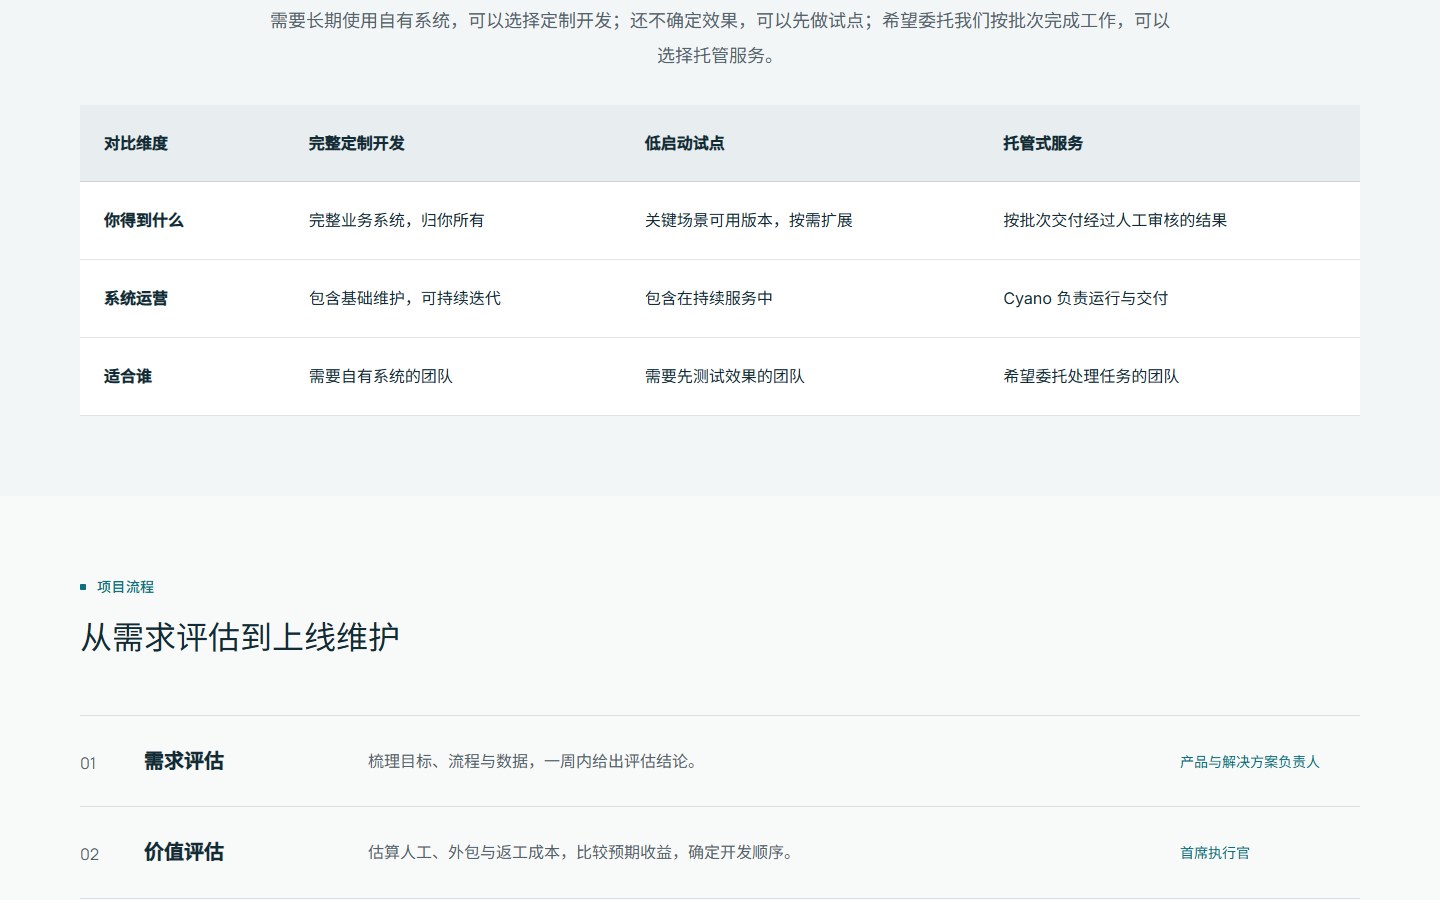 需要长期使用自有系统，可以选择定制开发；还不确定效果，可以先做试点；希望委托我们按批次完成工作，可以
选择托管服务。
对比维度 完整定制开发 低启动试点 托管式服务
你得到什么 完整业务系统，归你所有 关键场景可用版本，按需扩展 按批次交付经过人工审核的结果
系统运营 包含基础维护，可持续迭代 包含在持续服务中 Cyano 负责运行与交付
适合谁 需要自有系统的团队 需要先测试效果的团队 希望委托处理任务的团队
项目流程
从需求评估到上线维护
01 需求评估 梳理目标、流程与数据，一周内给出评估结论。 产品与解决方案负责人
02 价值评估 估算人工、外包与返工成本，比较预期收益，确定开发顺序。 首席执行官